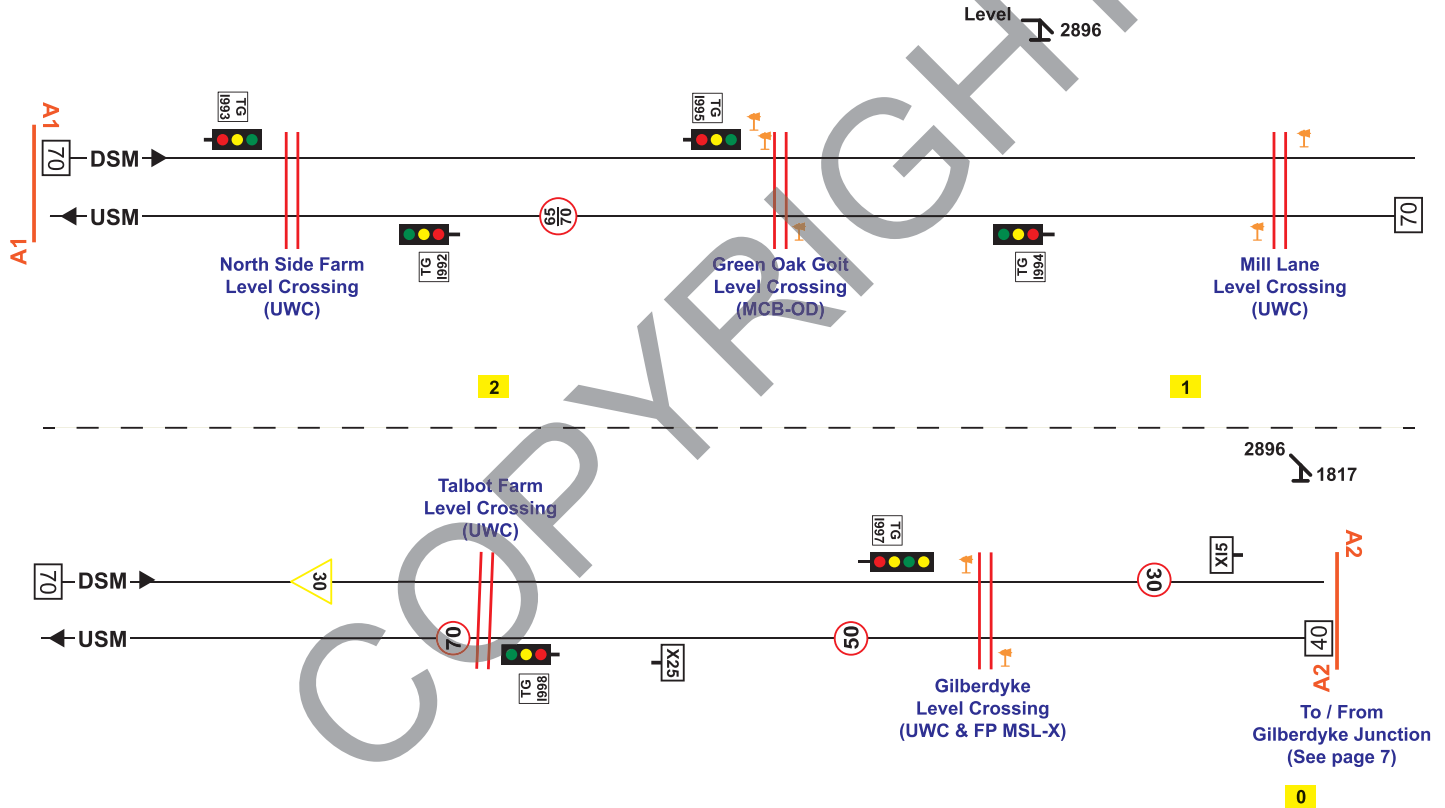 Level
2896
A1
70
DSM
TG
1993
TG
1995
USM
65
70
70
A1
TG
1992
TG
1994
North Side Farm
Level Crossing
(UWC)
Green Oak Goit
Level Crossing
(MCB-OD)
Mill Lane
Level Crossing
(UWC)
2
1
2896
1817
Talbot Farm
Level Crossing
(UWC)
TG
1997
XI5
A2
70
DSM
30
30
USM
70
50
40
TG
1998
X25
A2
Gilberdyke
Level Crossing
(UWC & FP MSL-X)
To / From
Gilberdyke Junction
(See page 7)
0
COPYRIGHT